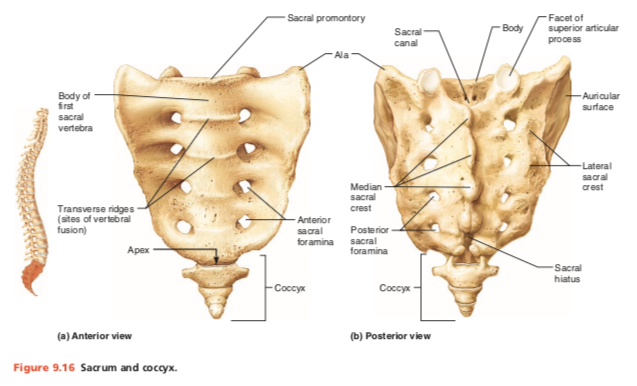 Sacral promontory
Ala
Body of
first
sacral
vertebra
Transverse ridges
(sites of vertebral
fusion)
Apex
Anterior
sacral
foramina
Coccyx
(a) Anterior view
Sacral
canal
Body
Facet of
superior articular
process
Auricular
surface
Lateral
sacral
crest
Median
sacral
crest
Posterior
sacral
foramina
Sacral
hiatus
Coccyx
(b) Posterior view
Figure 9.16 Sacrum and coccyx.